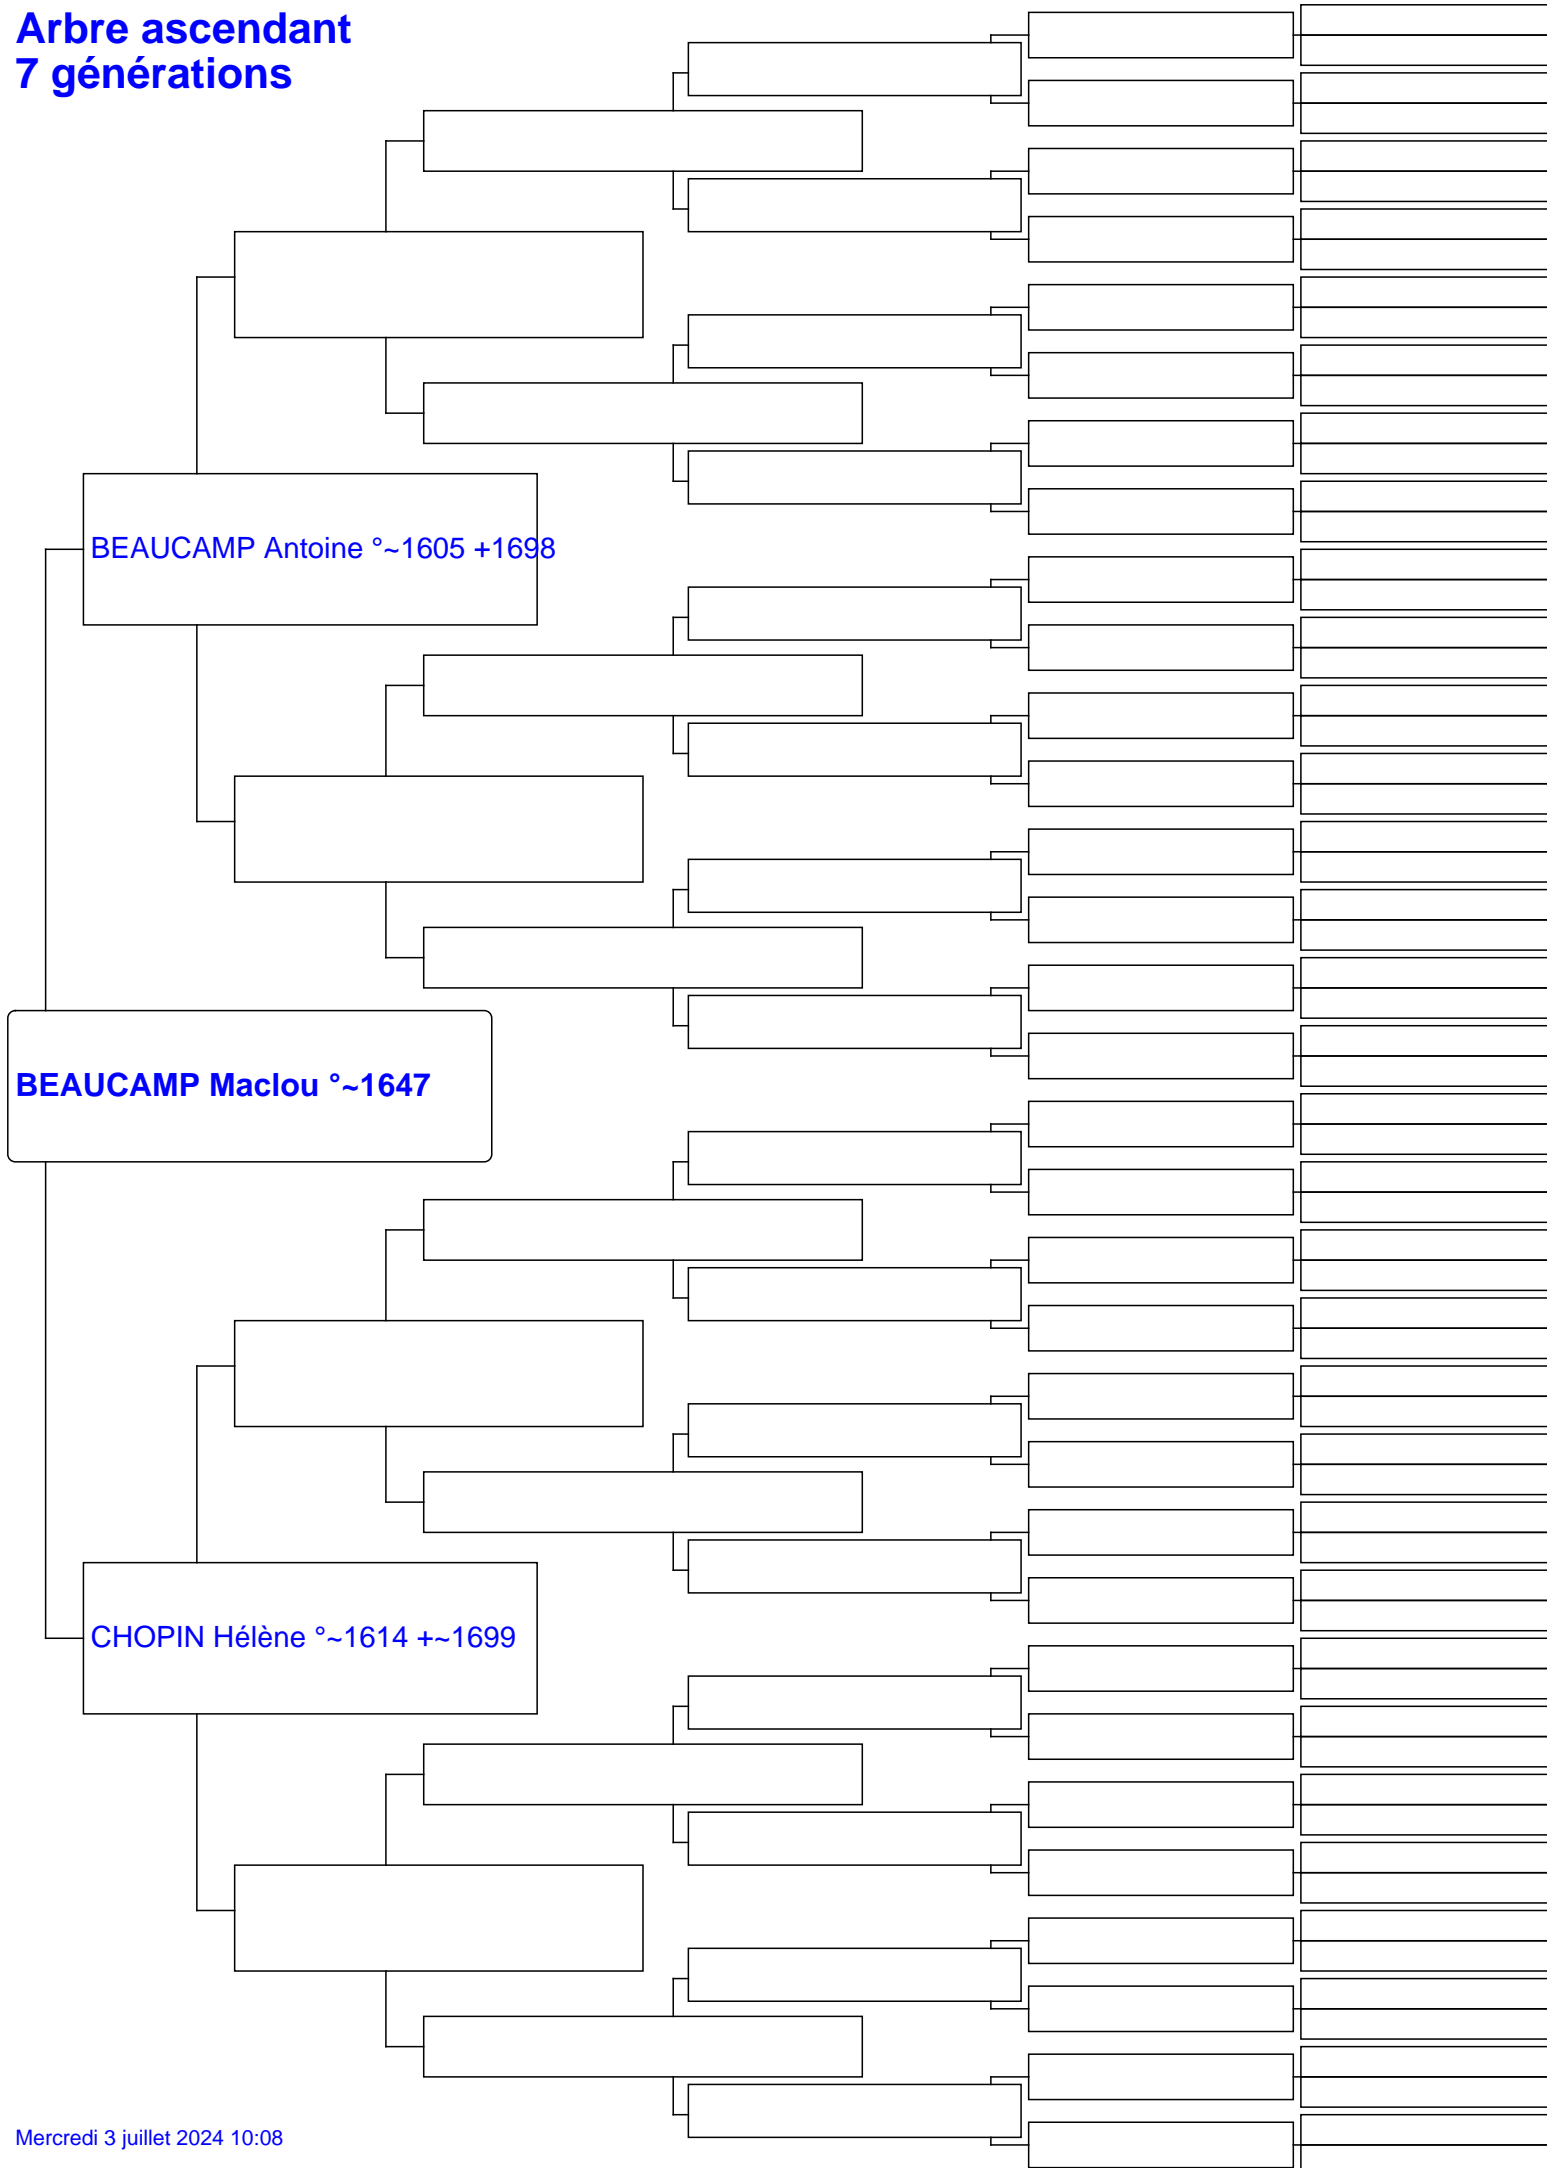 Arbre ascendant
7 générations
BEAUCAMP Antoine °~1605 +1698
BEAUCAMP Maclou °~1647
CHOPIN Hélène °~1614 +~1699
Mercredi 3 juillet 2024 10:08